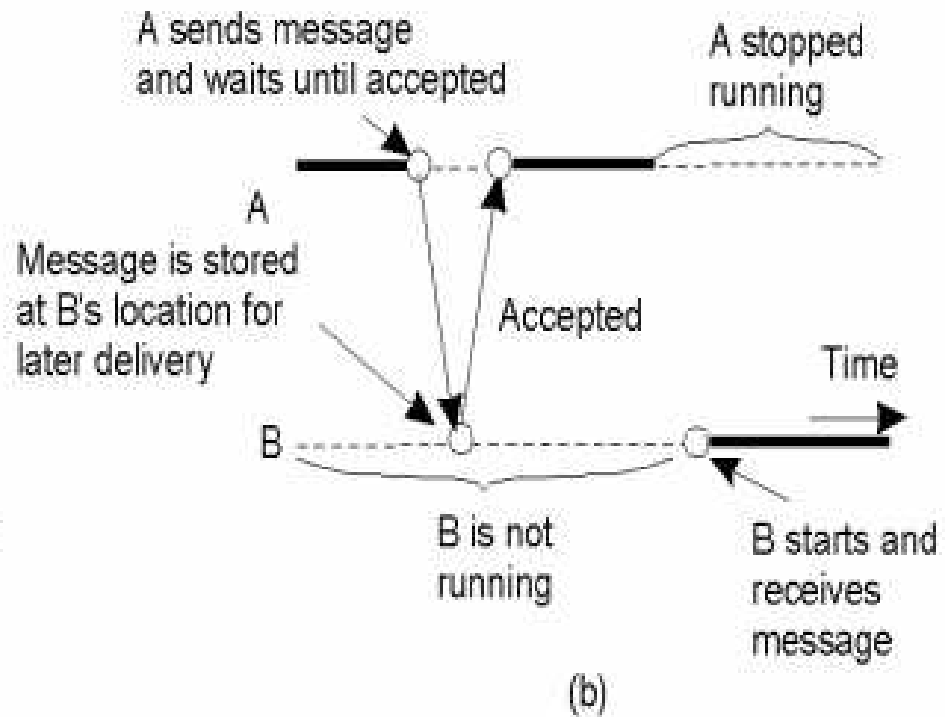 A sends message
and waits until accepted
A stopped
running
A
Message is stored
at B's location for
later delivery
Accepted
Time
B
B is not
running
B starts and
receives
message
(b)